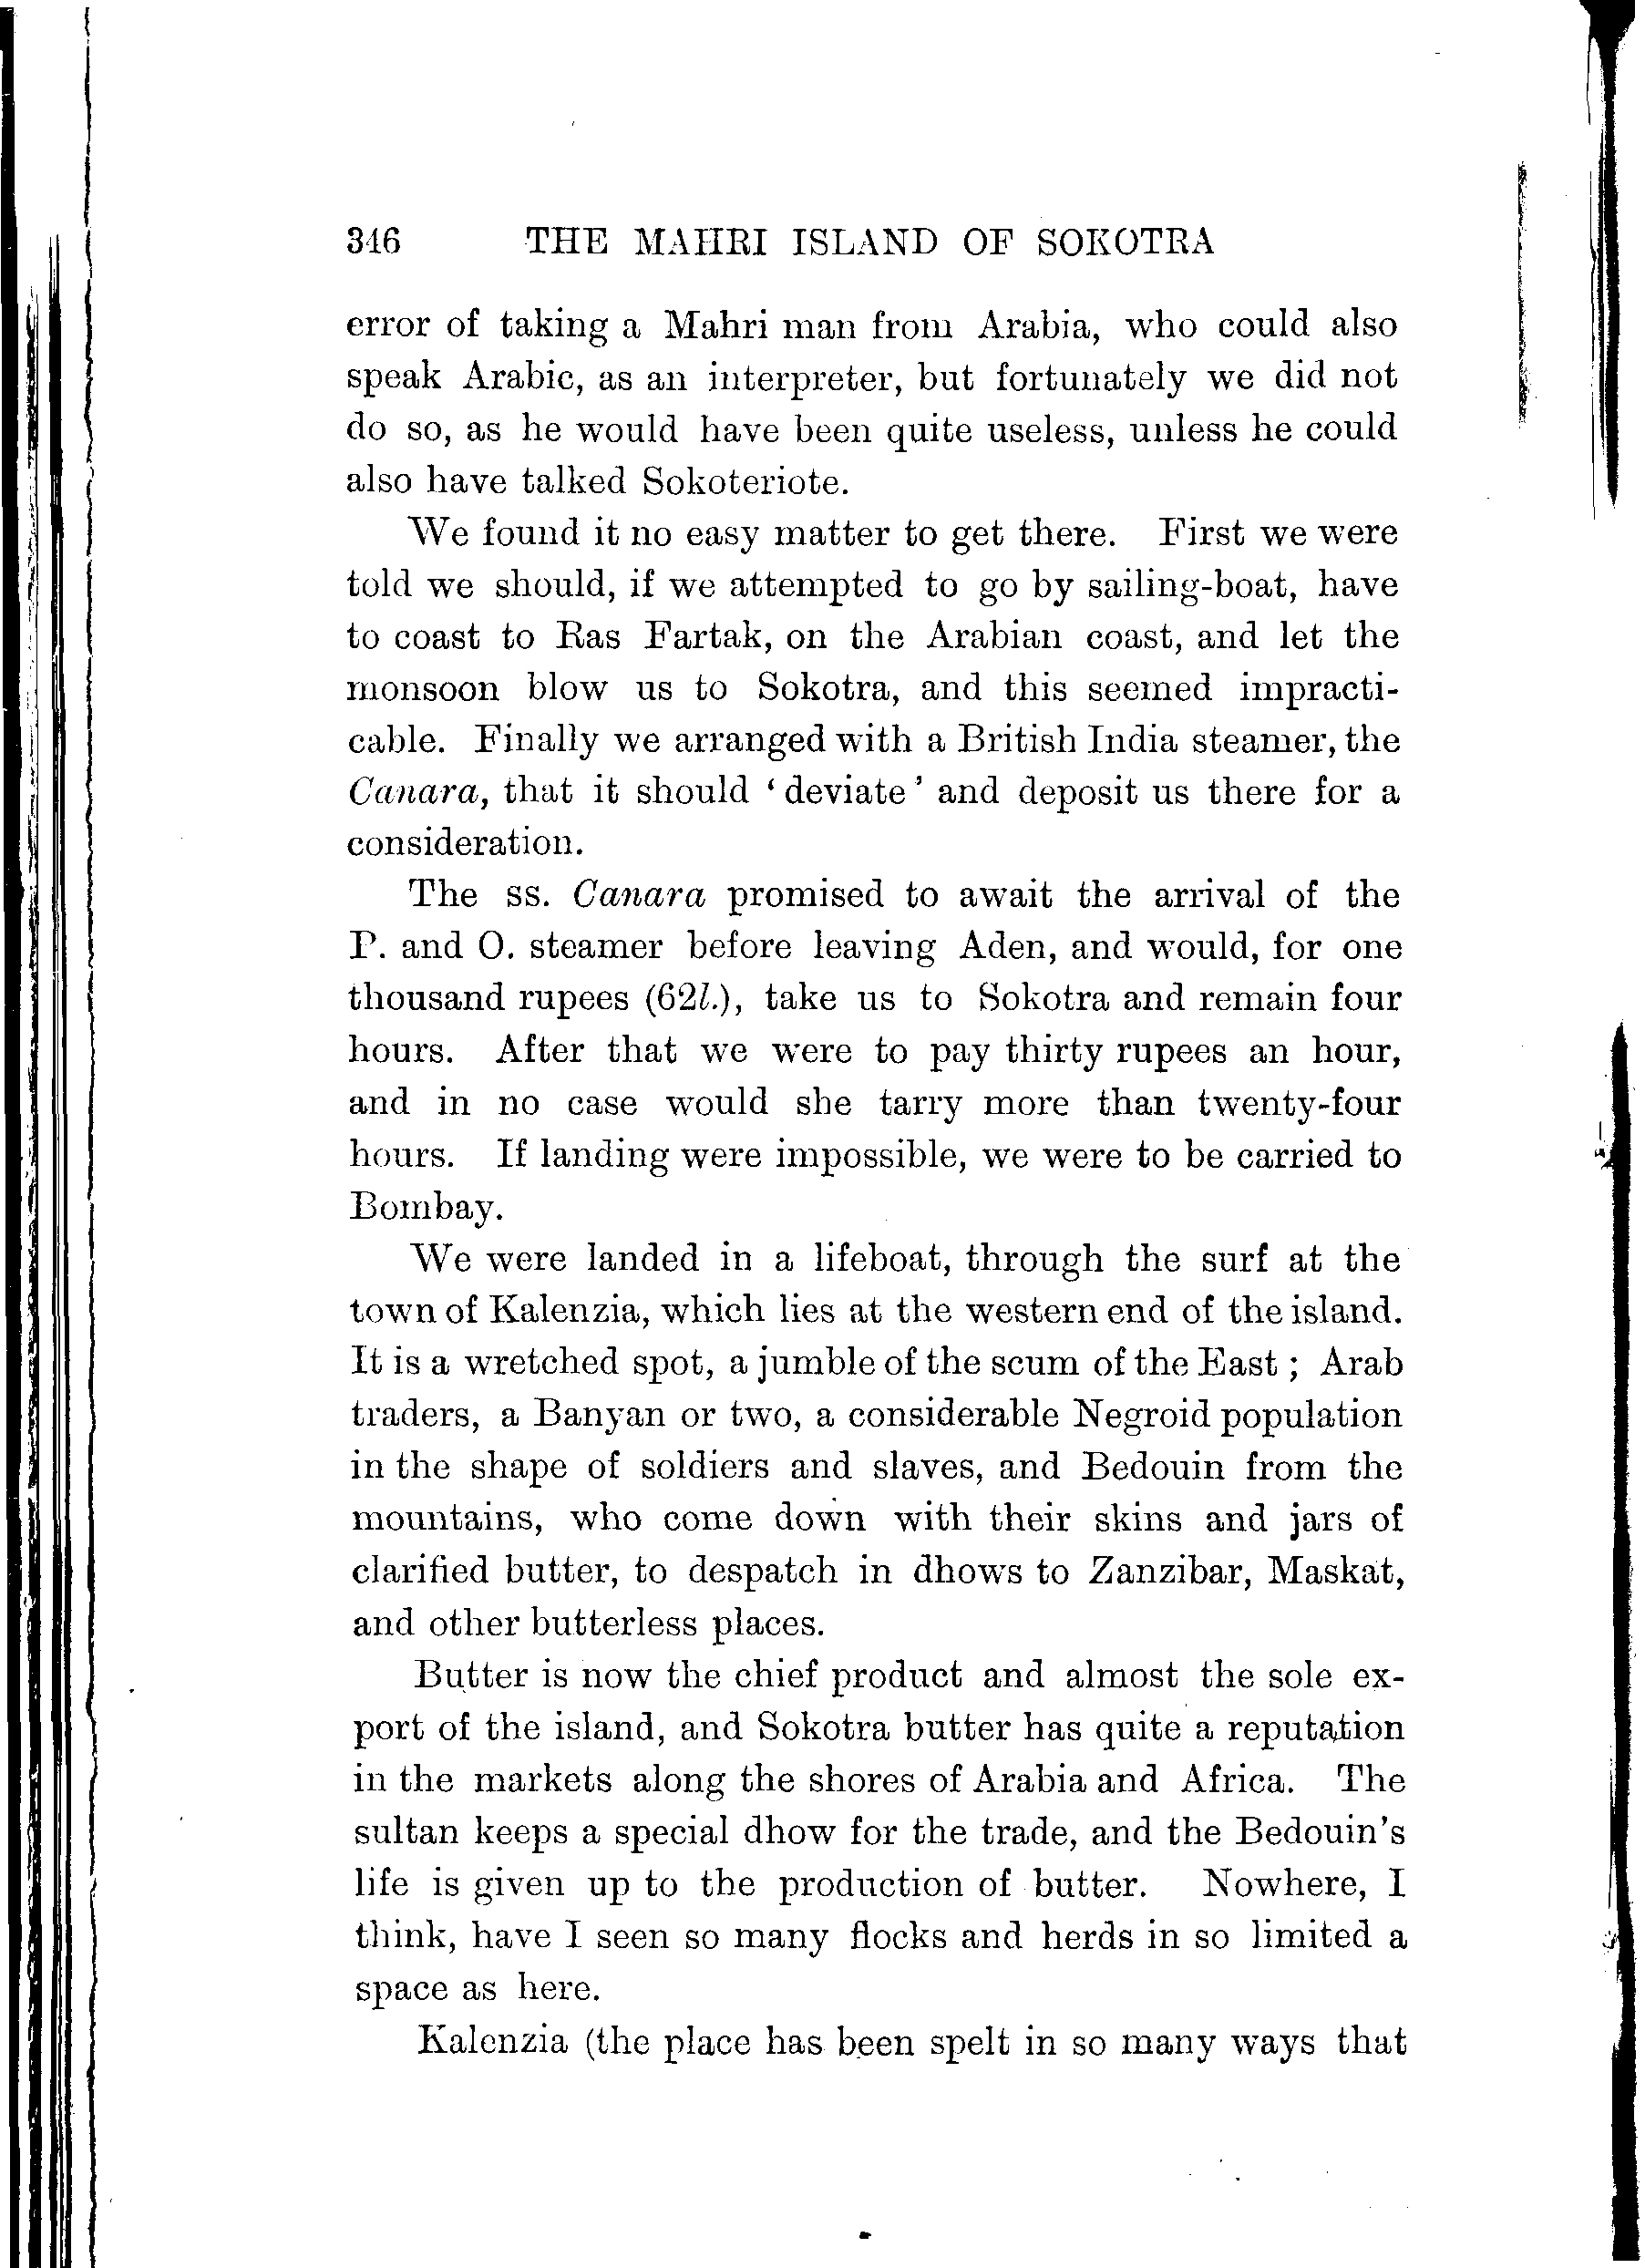 346 THE MAHRI ISLAND OF SOKOTRA
error of taking a Mahri man from Arabia, who could also
speak Arabic, as an interpreter, but fortunately we did not
do so, as he would have been quite useless, unless he could
also have talked Sokoteriote.
We found it no easy matter to get there. First we were
told we should, if we attempted to go by sailing-boat, have
to coast to Ras Fartak, on the Arabian coast, and let the
monsoon blow us to Sokotra, and this seemed impracti-
cable. Finally we arranged with a British India steamer, the
Canara, that it should ‘deviate’ and deposit us there for a
consideration.
The ss. Canara promised to await the arrival of the
P. and O. steamer before leaving Aden, and would, for one
thousand rupees (62l.), take us to Sokotra and remain four
hours. After that we were to pay thirty rupees an hour,
and in no case would she tarry more than twenty-four
hours. If landing were impossible, we were to be carried to
Bombay.
We were landed in a lifeboat, through the surf at the
town of Kalenzia, which lies at the western end of the island.
It is a wretched spot, a jumble of the scum of the East; Arab
traders, a Banyan or two, a considerable Negroid population
in the shape of soldiers and slaves, and Bedouin from the
mountains, who come down with their skins and jars of
clarified butter, to despatch in dhows to Zanzibar, Maskat,
and other butterless places.
Butter is now the chief product and almost the sole ex-
port of the island, and Sokotra butter has quite a reputation
in the markets along the shores of Arabia and Africa. The
sultan keeps a special dhow for the trade, and the Bedouin's
life is given up to the production of butter. Nowhere, I
think, have I seen so many flocks and herds in so limited a
space as here.
Kalenzia (the place has been spelt in so many ways that